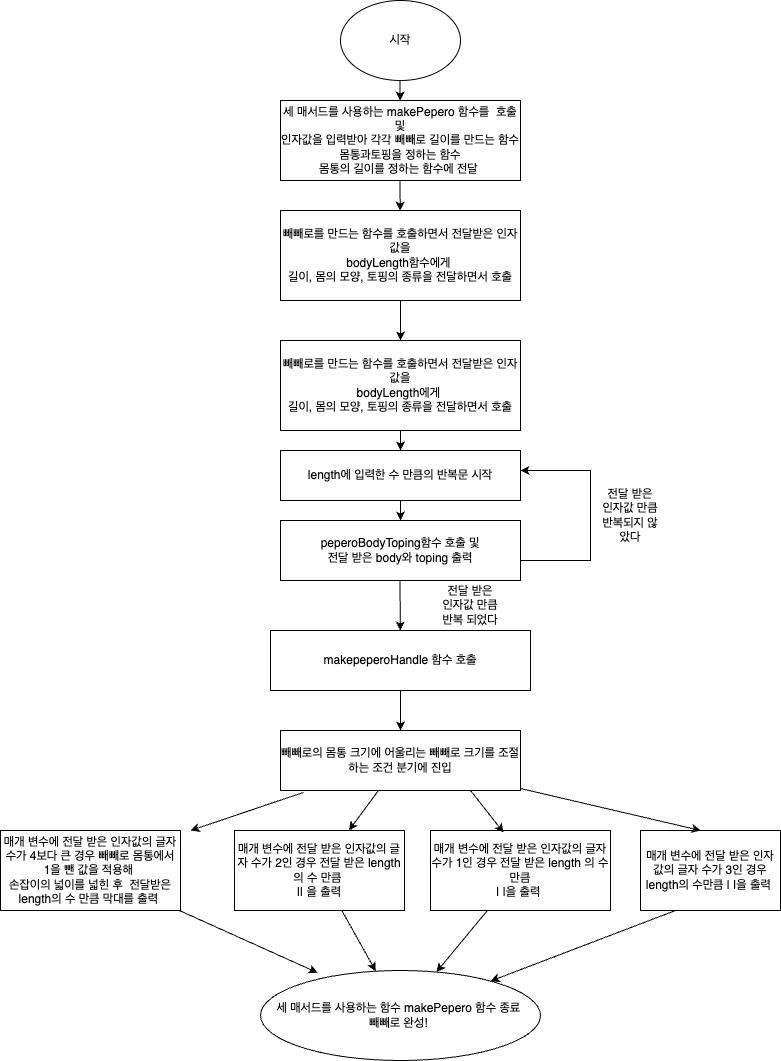 시작
세 매서드를 사용하는 makePepero 함수를 호출
및
인자값을 입력받아 각각 빼빼로 길이를 만드는 함수
몸통과토핑을 정하는 함수
몸통의 길이를 정하는 함수에 전달
빼빼로를 만드는 함수를 호출하면서 전달받은 인자
값을
bodyLength함수에게
길이, 몸의 모양, 토핑의 종류을 전달하면서 호출
빼빼로를 만드는 함수를 호출하면서 전달받은 인자
값을
bodyLength에게
길이, 몸의 모양, 토핑의 종류을 전달하면서 호출
length에 입력한 수 만큼의 반복문 시작
전달 받은
인자값 만큼
반복되지 않
았다
peperoBodyToping함수 호출 및
전달 받은 body와 toping 출력
전달 받은
인자값 만큼
반복 되었다
makepeperoHandle 함수 호출
빼빼로의 몸통 크기에 어울리는 빼빼로 크기를 조절
하는 조건 분기에 진입
매개 변수에 전달 받은 인자값의 글자
수가 4보다 큰 경우 빼빼로 몸통에서
1을 뺀 값을 적용해
손잡이의 넓이를 넓힌 후 전달받은
length의 수 만큼 막대를 출력
매개 변수에 전달 받은 인자값의 글
자 수가 2인 경우 전달 받은 length
의 수 만큼
ll 을 출력
매개 변수에 전달 받은 인자값의 글자
수가 1인 경우 전달 받은 length 의 수
만큼
l l을 출력
매개 변수에 전달 받은 인자
값의 글자 수가 3인 경우
length의 수만큼 l l을 출력
세 매서드를 사용하는 함수 makePepero 함수 종료
빼빼로 완성!